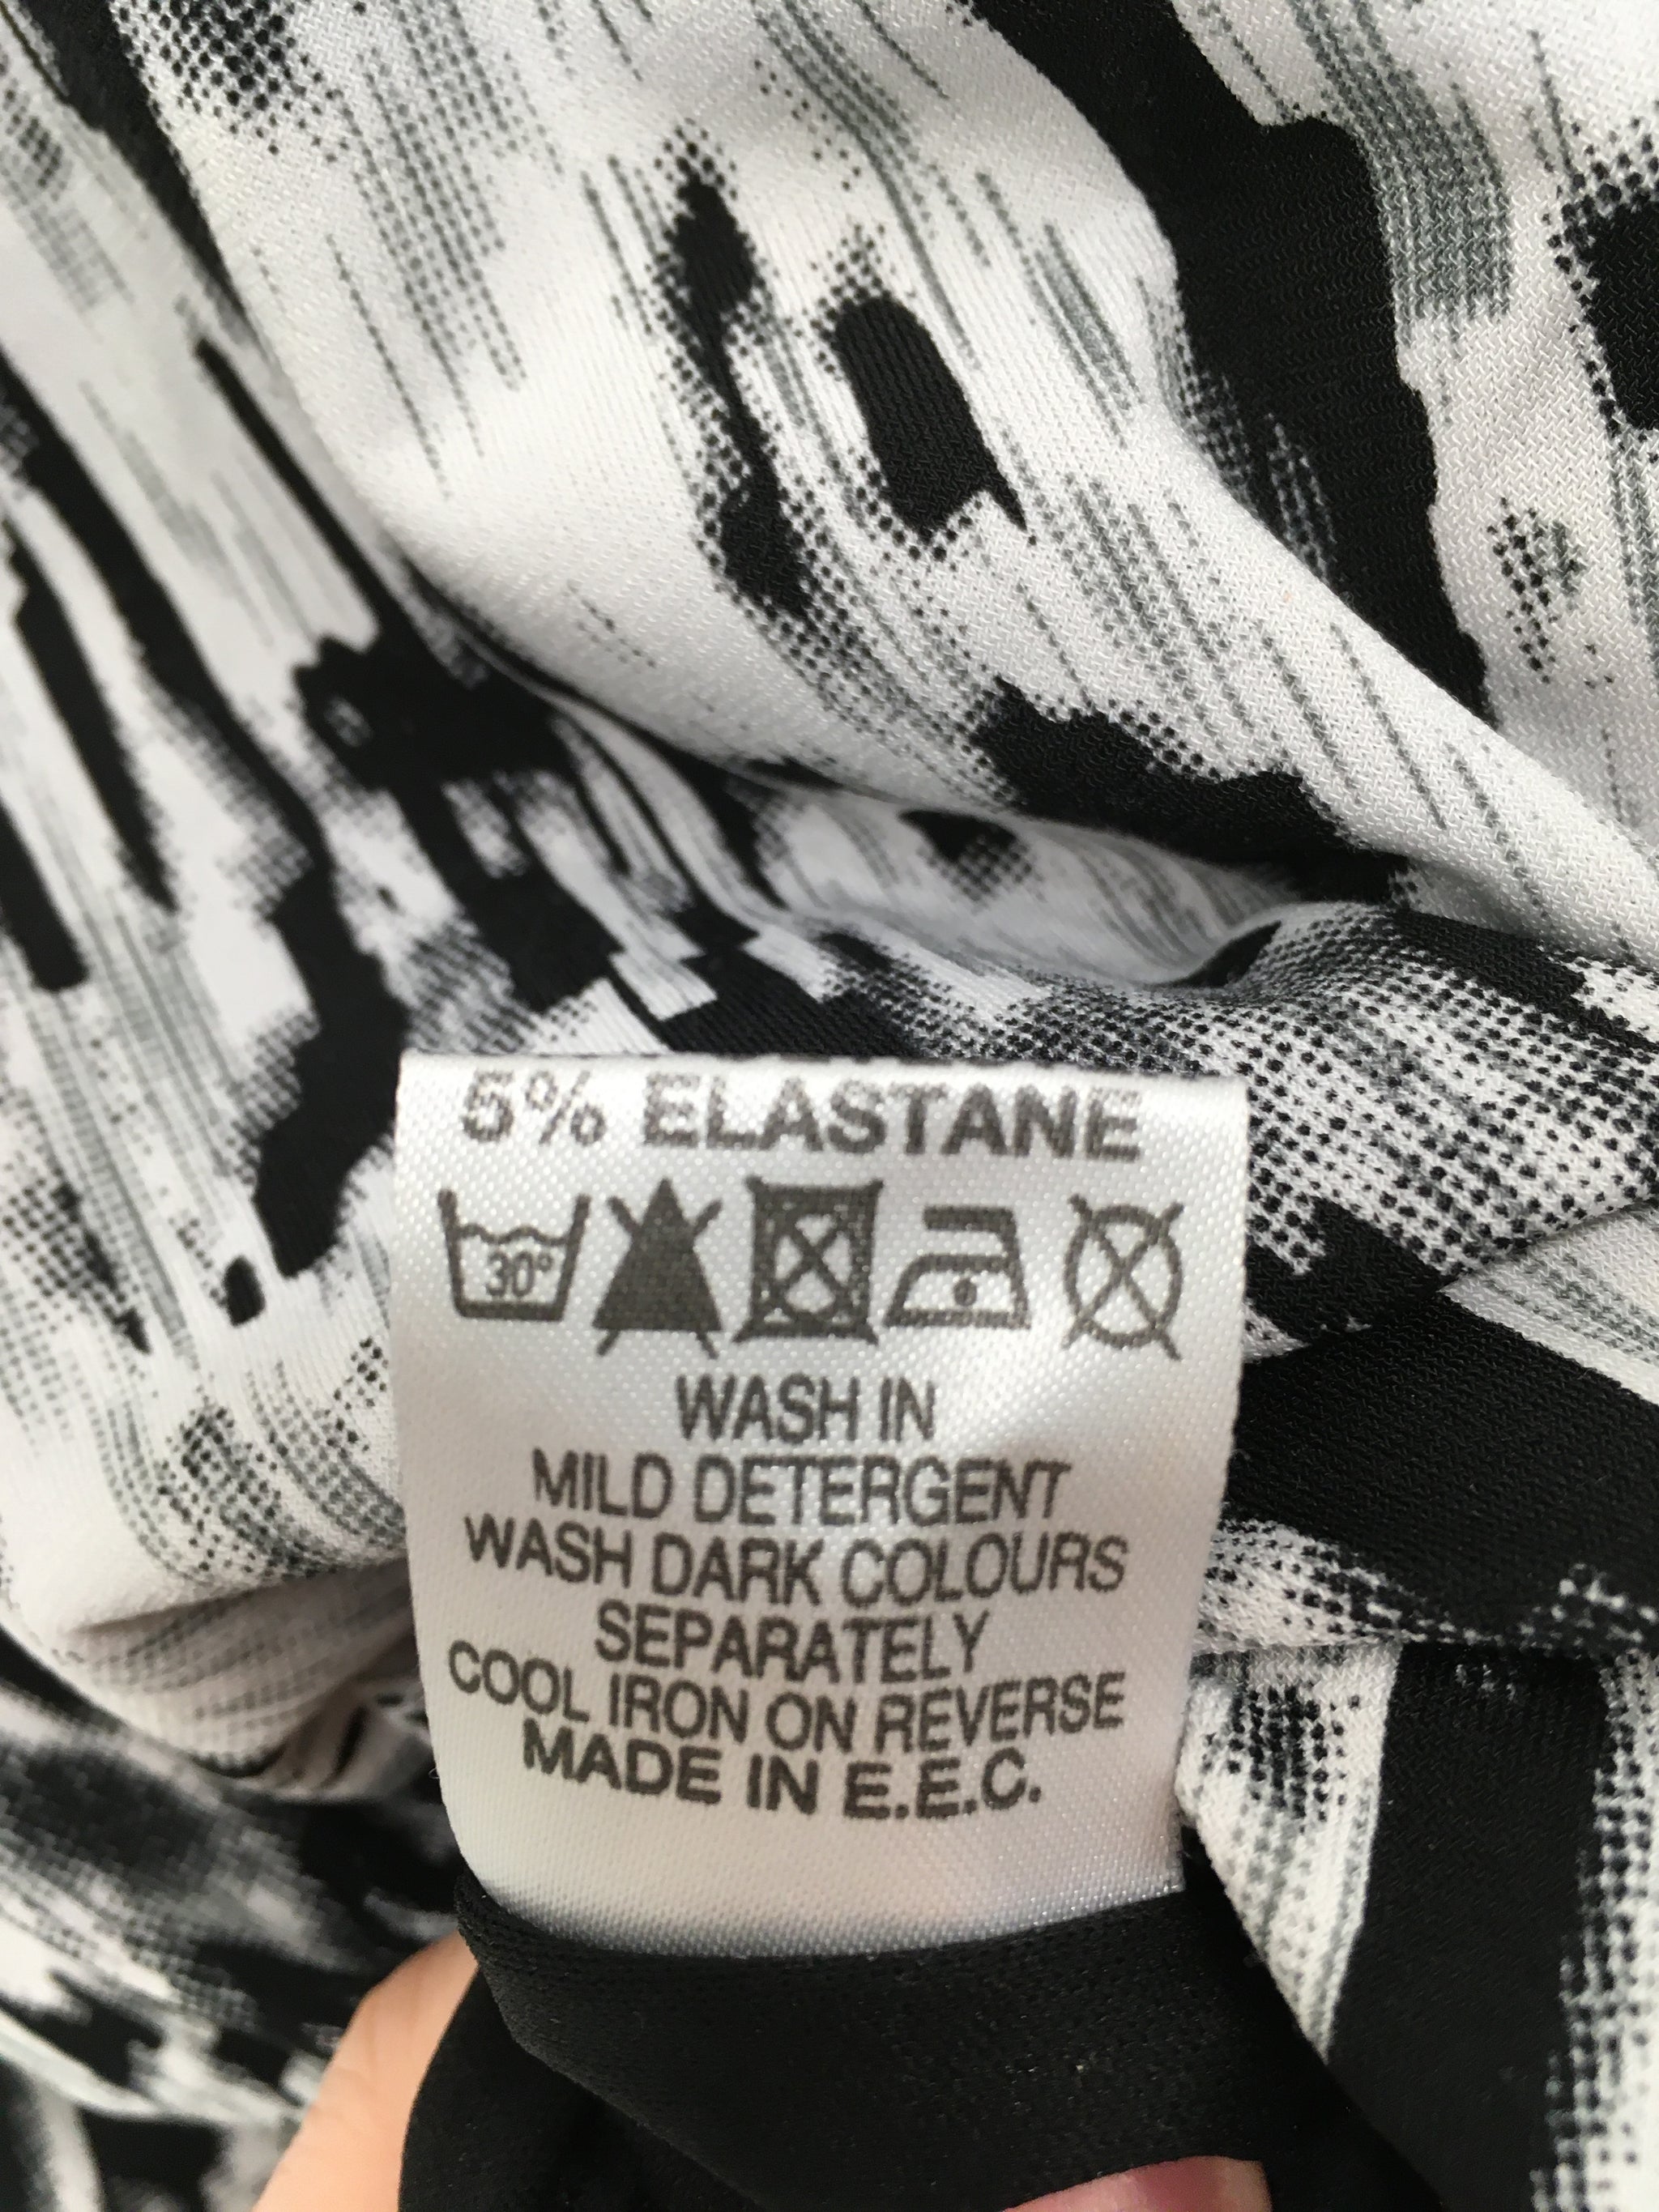 5% ELASTANE
30°
WASH IN
MILD DETERGENT
WASH DARK COLOURS
SEPARATELY
COOL IRON ON REVERSE
MADE IN E.E.C.